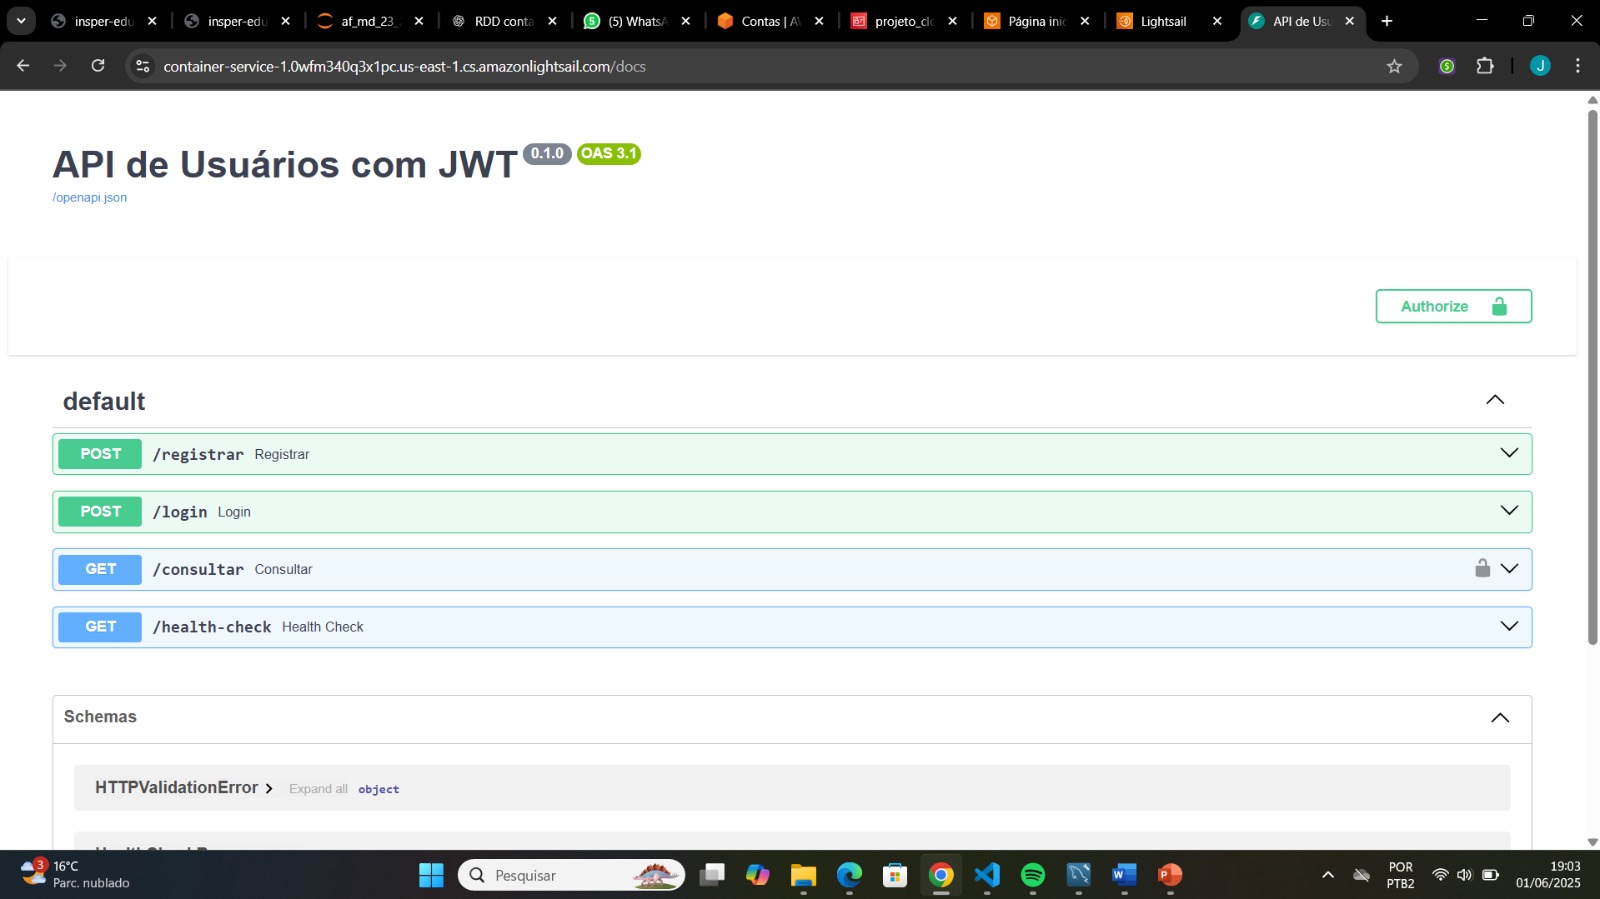 insper-edu
insper-edu
af_md_23_
RDD conta
(5) WhatsA
Contas | AW
projeto_clo
Página inic
Lightsail
API de Usu
container-service-1.0wfm340q3x1pc.us-east-1.cs.amazonlightsail.com/docs
J
API de Usuários com JWT 0.1.0 OAS 3.1
/openapi.json
Authorize
default
POST /registrar Registrar
POST /login Login
GET /consultar Consultar
GET /health-check Health Check
Schemas
HTTPValidationError Expand all object
3
16°C
Parc. nublado
Pesquisar
POR
PTB2
19:03
01/06/2025